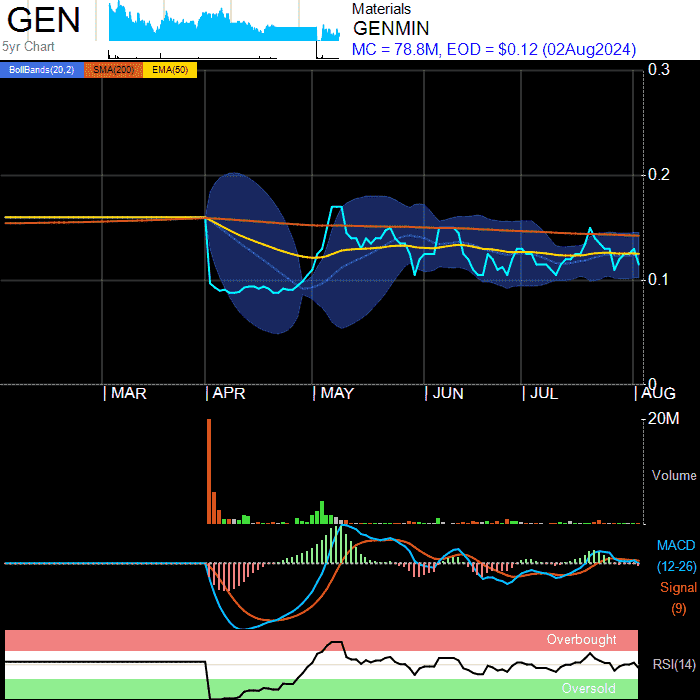 GEN
5yr Chart
Materials
GENMIN
MC = 78.8M, EOD = $0.12 (02Aug2024)
BollBands(20,2) SMA(200) EMA(50)
0.3
0.2
0.1
0
MAR APR MAY JUN JUL AUG
20M
Volume
MACD
(12-26)
Signal
(9)
Overbought
RSI(14)
Oversold